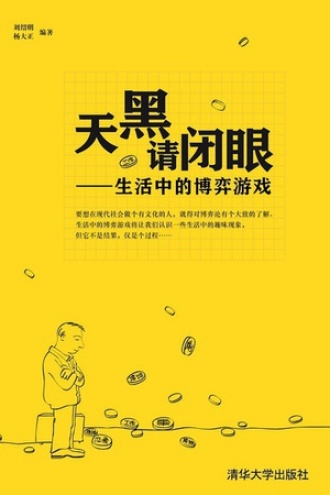 刘绍明
杨大正 编著
天黑
请闭眼
——生活中的博弈游戏
要想在现代社会做个有文化的人，就得对博弈论有个大致的了解。
生活中的博弈游戏将让我们认识一些生活中的趣味现象，
但它不是结果，仅是个过程……
清华大学出版社